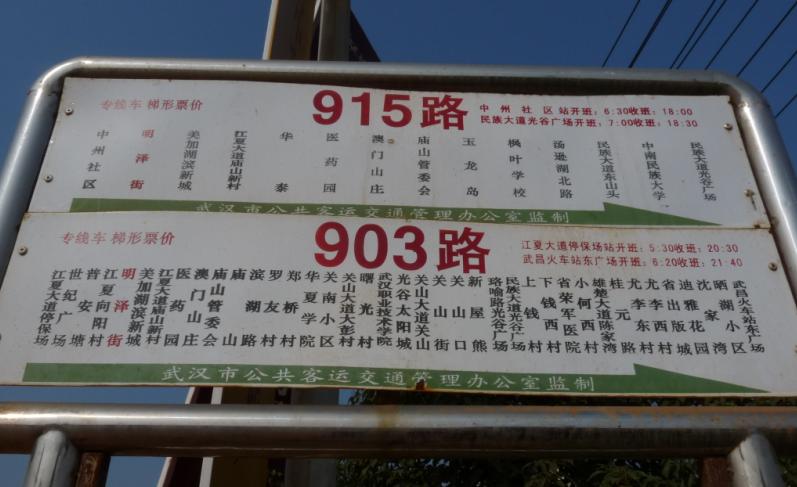 专线车 梯形票价
915路
中州社区站开班：6:30收班：18:00
民族大道光谷广场开班：7:00收班：18:30
中州社区
明泽街
美加湖滨新城
江夏大道庙山新村
华泰
医药园
澳门山庄
庙山管委会
玉龙岛
枫叶学校
汤逊湖北路
民族大道东山头
中南民族大学
民族大道光谷广场
武汉市公共客运交通管理办公室监制
专线车 梯形票价
903路
江夏大道停保场站开班：5:30收班：20:30
武昌火车站东广场开班：6:20收班：21:40
江夏大道停保场
世纪广场
普安塘
江夏向阳村
明泽街
美加湖滨新城
江夏大道庙山新村
医药园
澳门山庄
庙山管委会
庙山
滨湖路
罗友村
郑桥村
华夏学院
关南小区
关山大道大彭村
曙光村
武汉职业技术学院
光谷太阳城
关山大道关山
关山街
关山口
新屋熊
珞喻路光谷广场
民族大道光谷广场
上钱村
下钱西村
省荣军医院
小何西村
雄楚大道陈家湾
桂元路
尤李西村
尤李东村
省出版城
迪雅花园
沈家湾
晒湖小区
武昌火车站东广场
武汉市公共客运交通管理办公室监制